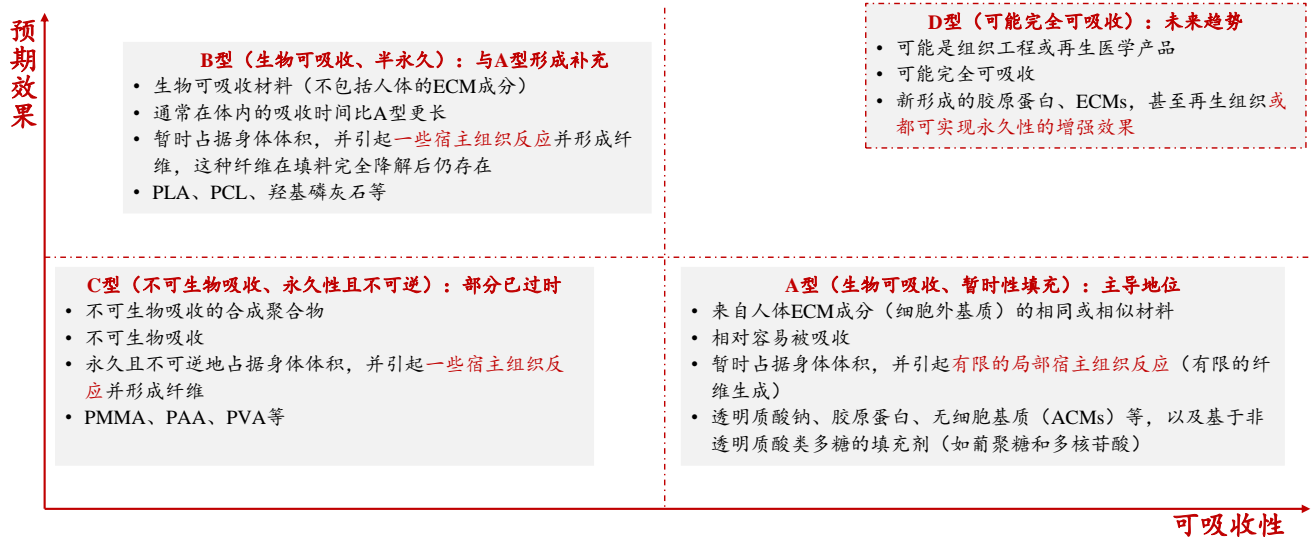 预期效果
B型（生物可吸收、半永久）：与A型形成补充
• 生物可吸收材料（不包括人体的ECM成分）
• 通常在体内的吸收时间比A型更长
• 暂时占据身体体积，并引起一些宿主组织反应并形成纤
维，这种纤维在填料完全降解后仍存在
• PLA、PCL、羟基磷灰石等
D型（可能完全可吸收）：未来趋势
• 可能是组织工程或再生医学产品
• 可能完全可吸收
• 新形成的胶原蛋白、ECMs，甚至再生组织或
都可实现永久性的增强效果
C型（不可生物吸收、永久性且不可逆）：部分已过时
• 不可生物吸收的合成聚合物
• 不可生物吸收
• 永久且不可逆地占据身体体积，并引起一些宿主组织反
应并形成纤维
• PMMA、PAA、PVA等
A型（生物可吸收、暂时性填充）：主导地位
• 来自人体ECM成分（细胞外基质）的相同或相似材料
• 相对容易被吸收
• 暂时占据身体体积，并引起有限的局部宿主组织反应（有限的纤
维生成）
• 透明质酸钠、胶原蛋白、无细胞基质（ACMs）等，以及基于非
透明质酸类多糖的填充剂（如葡聚糖和多核苷酸）
可吸收性